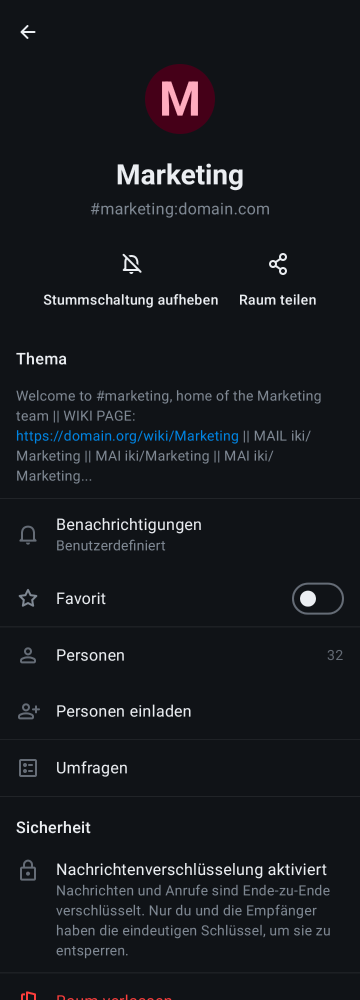 M
Marketing
#marketing:domain.com
Stummschaltung aufheben Raum teilen
Thema
Welcome to #marketing, home of the Marketing
team || WIKI PAGE:
https://domain.org/wiki/Marketing || MAIL iki/
Marketing || MAI iki/Marketing || MAI iki/
Marketing...
Benachrichtigungen
Benutzerdefiniert
Favorit
Personen 32
Personen einladen
Umfragen
Sicherheit
Nachrichtenverschlüsselung aktiviert
Nachrichten und Anrufe sind Ende-zu-Ende
verschlüsselt. Nur du und die Empfänger
haben die eindeutigen Schlüssel, um sie zu
entsperren.
Raum verlassen